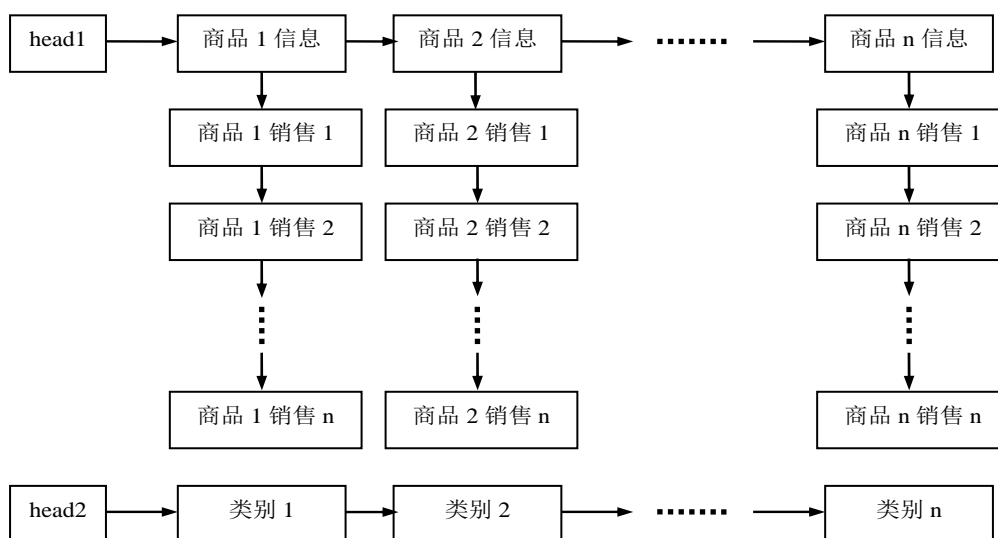 head1 商品 1 信息 商品 2 信息 商品 n 信息
商品 1 销售 1 商品 2 销售 1 商品 n 销售 1
商品 1 销售 2 商品 2 销售 2 商品 n 销售 2
商品 1 销售 n 商品 2 销售 n 商品 n 销售 n
head2 类别 1 类别 2 类别 n